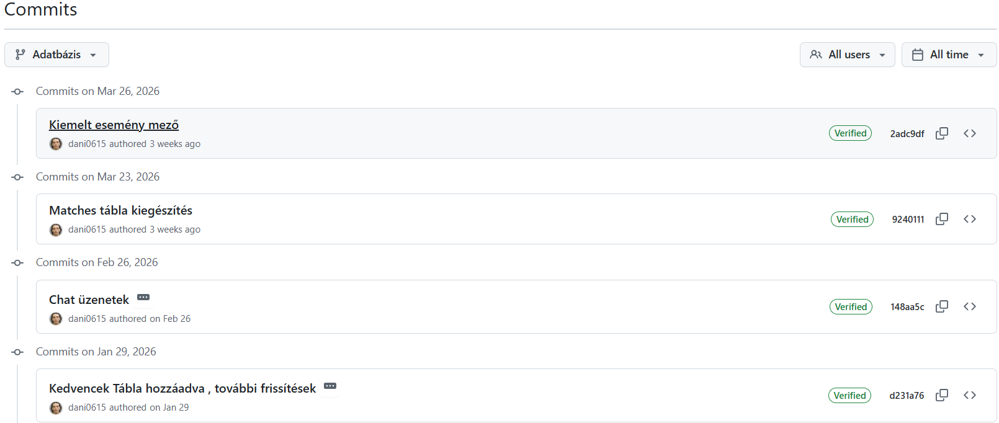 Commits
Adatbázis
All users
All time
Commits on Mar 26, 2026
Kiemelt esemény mező
dani0615 authored 3 weeks ago
Verified
2adc9df
Commits on Mar 23, 2026
Matches tábla kiegészítés
dani0615 authored 3 weeks ago
Verified
9240111
Commits on Feb 26, 2026
Chat üzenetek
dani0615 authored on Feb 26
Verified
148aa5c
Commits on Jan 29, 2026
Kedvencek Tábla hozzáadva , további frissítések
dani0615 authored on Jan 29
Verified
d231a76